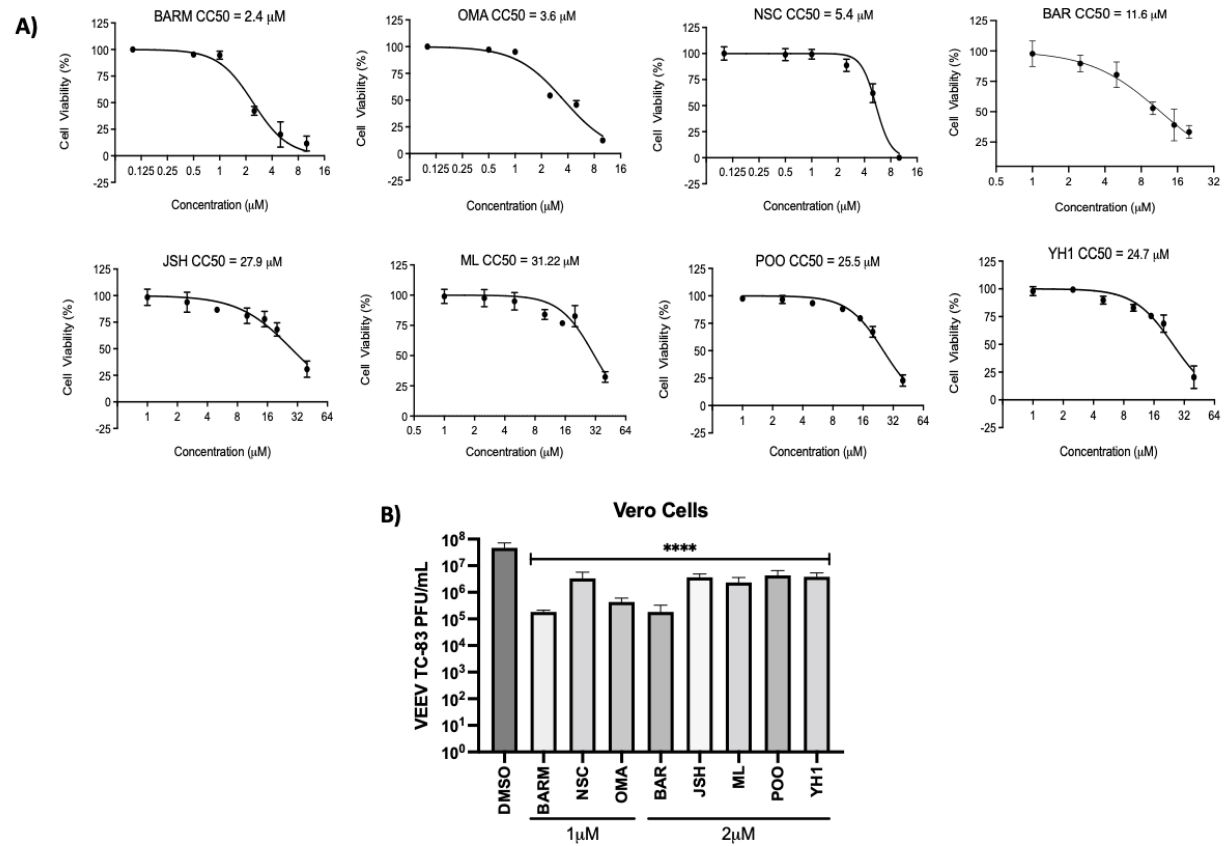 A)
BARM CC50 = 2.4 μM
OMA CC50 = 3.6 μM
NSC CC50 = 5.4 μM
BAR CC50 = 11.6 μM
Cell Viability (%)
125
100
75
50
25
0
-25
0.125 0.25 0.5 1 2 4 8 16
Concentration (μM)
Cell Viability (%)
125
100
75
50
25
0
-25
0.125 0.25 0.5 1 2 4 8 16
Concentration (μM)
Cell Viability (%)
125
100
75
50
25
0
-25
0.125 0.25 0.5 1 2 4 8 16
Concentration (μM)
Cell Viability (%)
125
100
75
50
25
0.5 1 2 4 8 16 32
Concentration (μM)
JSH CC50 = 27.9 μM
ML CC50 = 31.22 μM
POO CC50 = 25.5 μM
YH1 CC50 = 24.7 μM
Cell Viability (%)
125
100
75
50
25
0
-25
1 2 4 8 16 32 64
Concentration (μM)
Cell Viability (%)
125
100
75
50
25
0
0.5 1 2 4 8 16 32 64
Concentration (μM)
Cell Viability (%)
125
100
75
50
25
0
-25
1 2 4 8 16 32 64
Concentration (μM)
Cell Viability (%)
125
100
75
50
25
0
-25
1 2 4 8 16 32 64
Concentration (μM)
B)
Vero Cells
VEEV TC-83 PFU/mL
10⁸
10⁷
10⁶
10⁵
10⁴
10³
10²
10¹
10⁰
****
DMSO
BARM
NSC
OMA
BAR
JSH
ML
POO
YH1
1μM
2μM